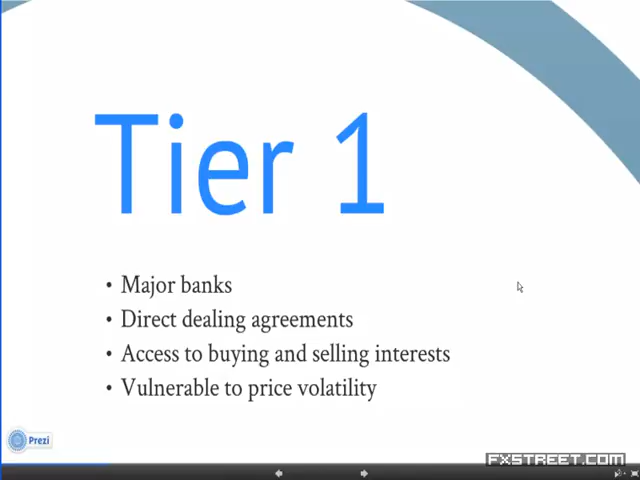 Tier 1
• Major banks
• Direct dealing agreements
• Access to buying and selling interests
• Vulnerable to price volatility
Prezi
FXSTREET.COM